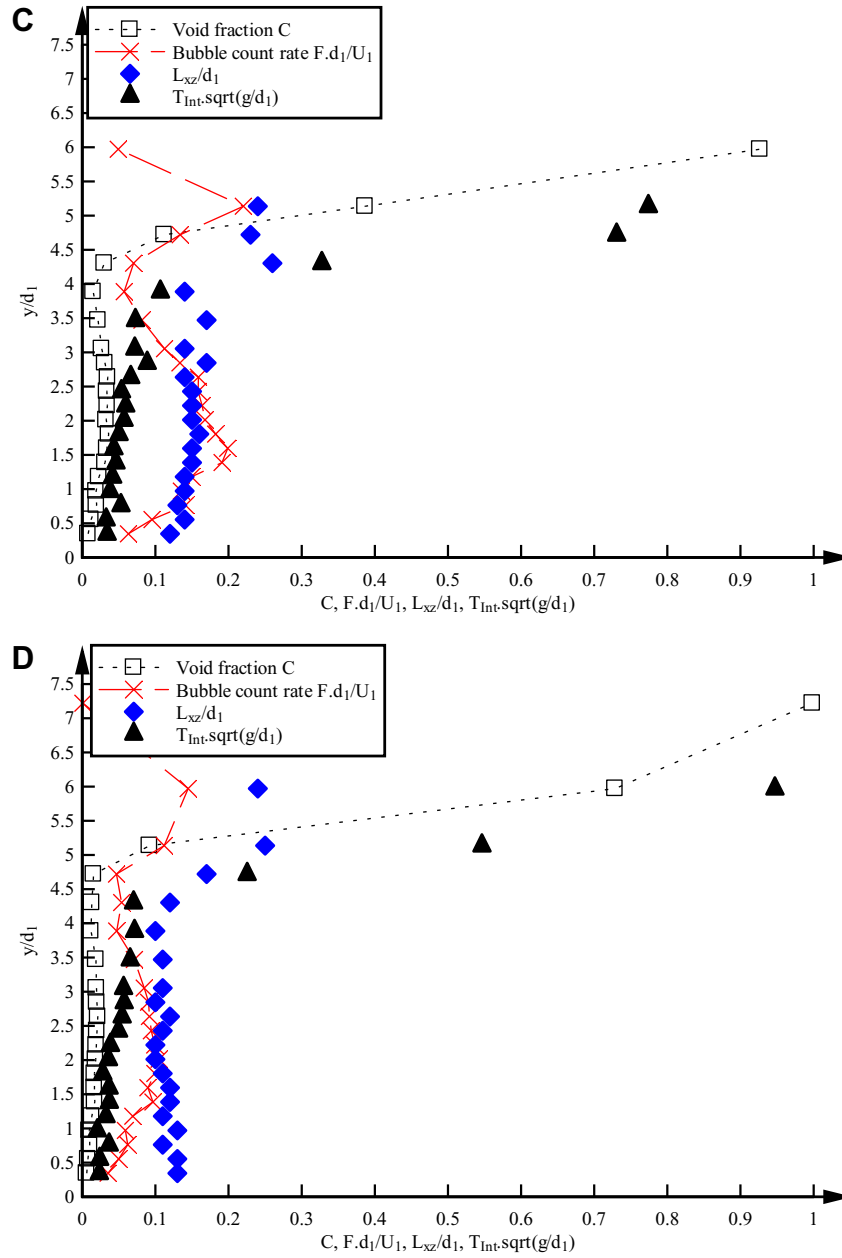 C
Void fraction C
Bubble count rate F.d1/U1
Lxz/d1
TInt.sqrt(g/d1)
7.5
7
6.5
6
5.5
5
4.5
4
3.5
3
2.5
2
1.5
1
0.5
0
y/d1
0 0.1 0.2 0.3 0.4 0.5 0.6 0.7 0.8 0.9 1
C, F.d1/U1, Lxz/d1, TInt.sqrt(g/d1)
D
Void fraction C
Bubble count rate F.d1/U1
Lxz/d1
TInt.sqrt(g/d1)
7.5
7
6.5
6
5.5
5
4.5
4
3.5
3
2.5
2
1.5
1
0.5
0
y/d1
0 0.1 0.2 0.3 0.4 0.5 0.6 0.7 0.8 0.9 1
C, F.d1/U1, Lxz/d1, TInt.sqrt(g/d1)